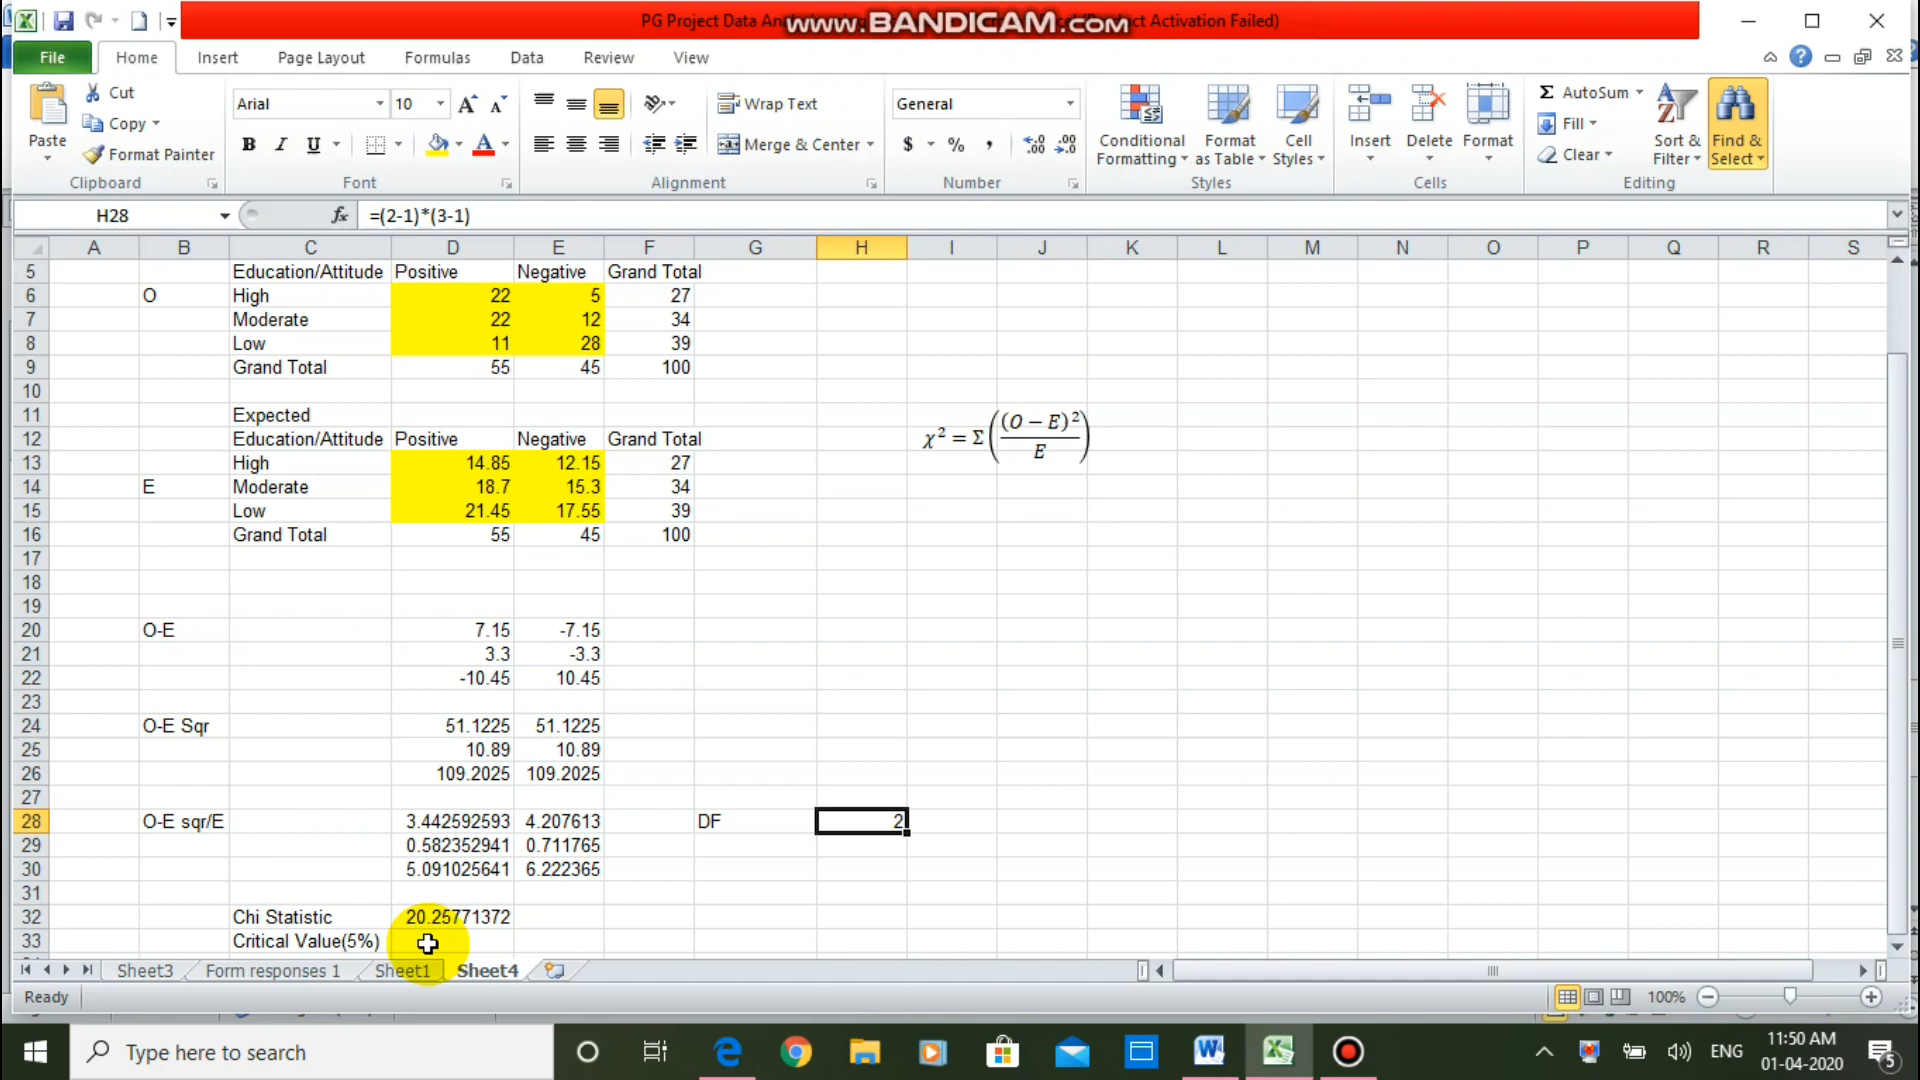 PG Project Data An
www.BANDICAM.com
ct Activation Failed)
File Home Insert Page Layout Formulas Data Review View
Paste
Cut
Copy
Format Painter
Clipboard
Arial 10
B I U
Font
Wrap Text
Merge & Center
Alignment
General
$ % ,
Number
Conditional Formatting
Format as Table
Cell Styles
Styles
Insert Delete Format
Cells
Σ AutoSum
Fill
Clear
Sort & Filter
Find & Select
Editing
H28 fx =(2-1)*(3-1)
A B C D E F G H I J K L M N O P Q R S
5 Education/Attitude Positive Negative Grand Total
6 O High 22 5 27
7 Moderate 22 12 34
8 Low 11 28 39
9 Grand Total 55 45 100
10
11 Expected
12 Education/Attitude Positive Negative Grand Total
13 High 14.85 12.15 27
14 E Moderate 18.7 15.3 34
15 Low 21.45 17.55 39
16 Grand Total 55 45 100
χ² = Σ((O − E)²/E)
17
18
19
20 O-E 7.15 -7.15
21 3.3 -3.3
22 -10.45 10.45
23
24 O-E Sqr 51.1225 51.1225
25 10.89 10.89
26 109.2025 109.2025
27
28 O-E sqr/E 3.442592593 4.207613 DF 2
29 0.582352941 0.711765
30 5.091025641 6.222365
31
32 Chi Statistic 20.25771372
33 Critical Value(5%)
Sheet3 Form responses 1 Sheet1 Sheet4
Ready 100%
Type here to search
ENG
11:50 AM
01-04-2020
5